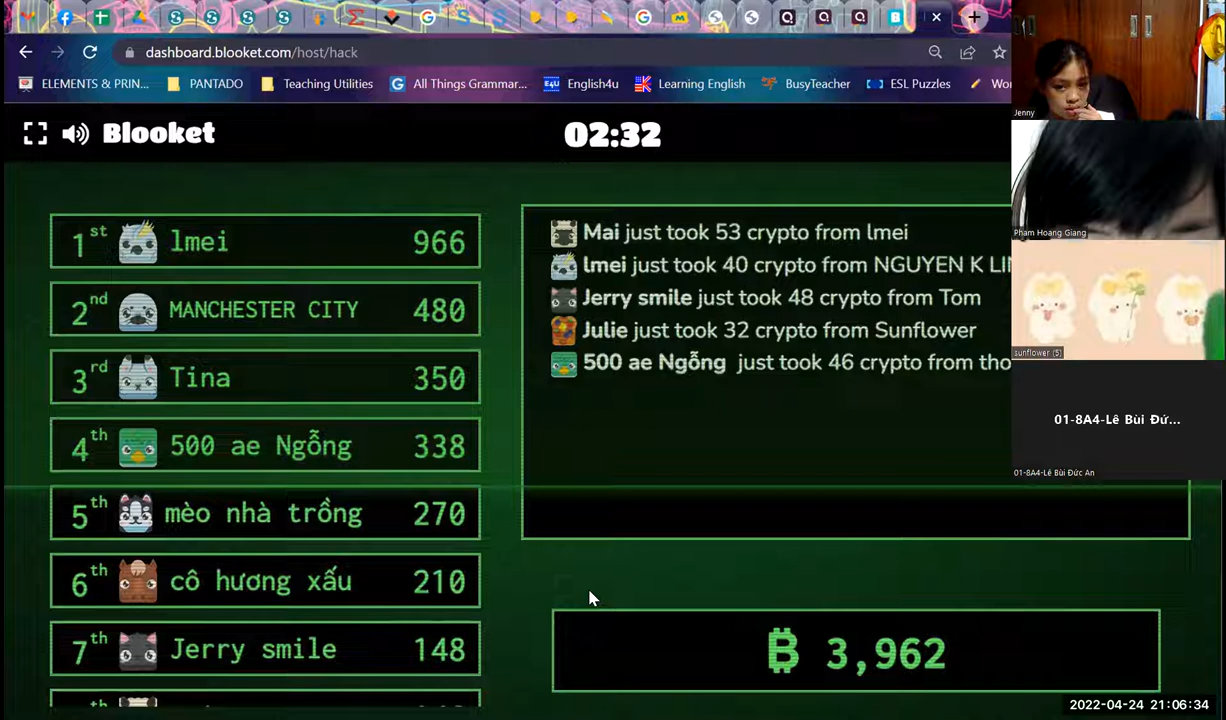 dashboard.blooket.com/host/hack
ELEMENTS & PRIN... PANTADO Teaching Utilities All Things Grammar... English4u Learning English BusyTeacher ESL Puzzles
Blooket
02:32
1st lmei 966
2nd MANCHESTER CITY 480
3rd Tina 350
4th 500 ae Ngỗng 338
5th mèo nhà trồng 270
6th cô hương xấu 210
7th Jerry smile 148
Mai just took 53 crypto from lmei
lmei just took 40 crypto from NGUYEN K
Jerry smile just took 48 crypto from Tom
Julie just took 32 crypto from Sunflower
500 ae Ngỗng just took 46 crypto from
₿ 3,962
Jenny
Pham Hoang Giang
sunflower (5)
01-8A4-Lê Bùi Đứ...
01-8A4-Lê Bùi Đức An
2022-04-24 21:06:34